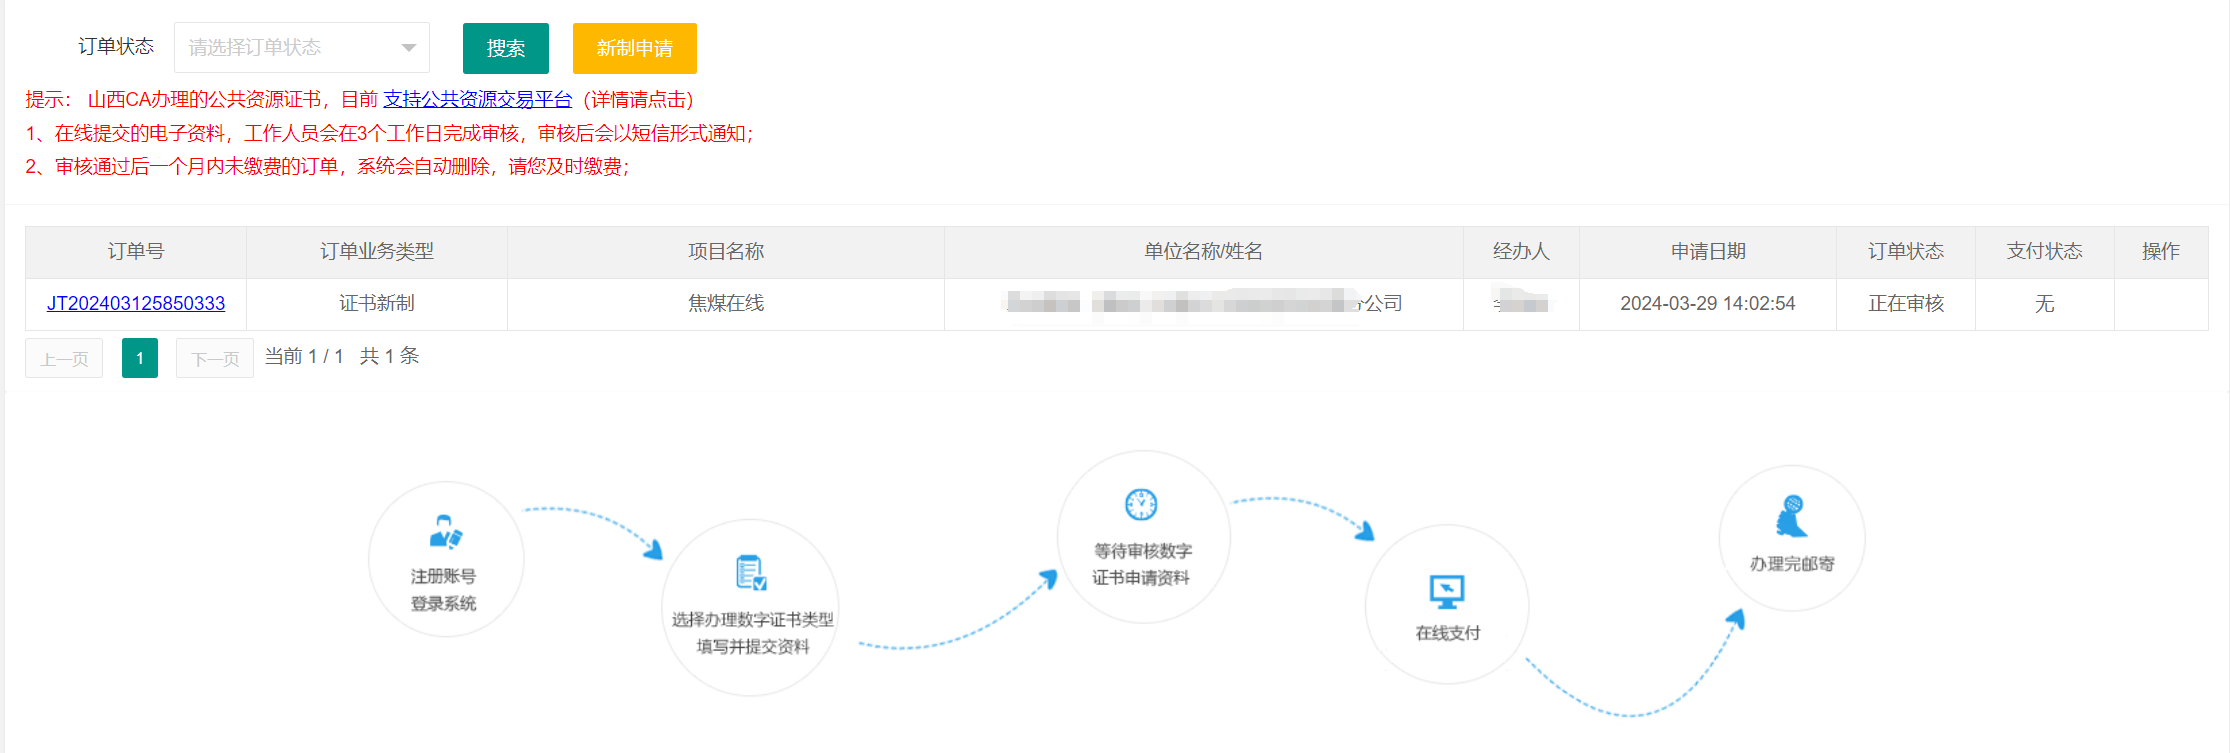 订单状态 请选择订单状态 搜索 新制申请
提示： 山西CA办理的公共资源证书，目前 支持公共资源交易平台（详情请点击）
1、在线提交的电子资料，工作人员会在3个工作日完成审核，审核后会以短信形式通知；
2、审核通过后一个月内未缴费的订单，系统会自动删除，请您及时缴费；
订单号 订单业务类型 项目名称 单位名称/姓名 经办人 申请日期 订单状态 支付状态 操作
JT202403125850333 证书新制 焦煤在线 公司 2024-03-29 14:02:54 正在审核 无
上一页 1 下一页 当前 1 / 1 共 1 条
注册账号
登录系统
选择办理数字证书类型
填写并提交资料
等待审核数字
证书申请资料
在线支付
办理完邮寄